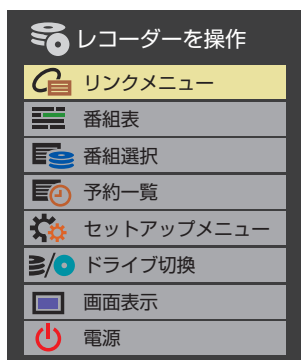 レコーダーを操作
リンクメニュー
番組表
番組選択
予約一覧
セットアップメニュー
ドライブ切換
画面表示
電源